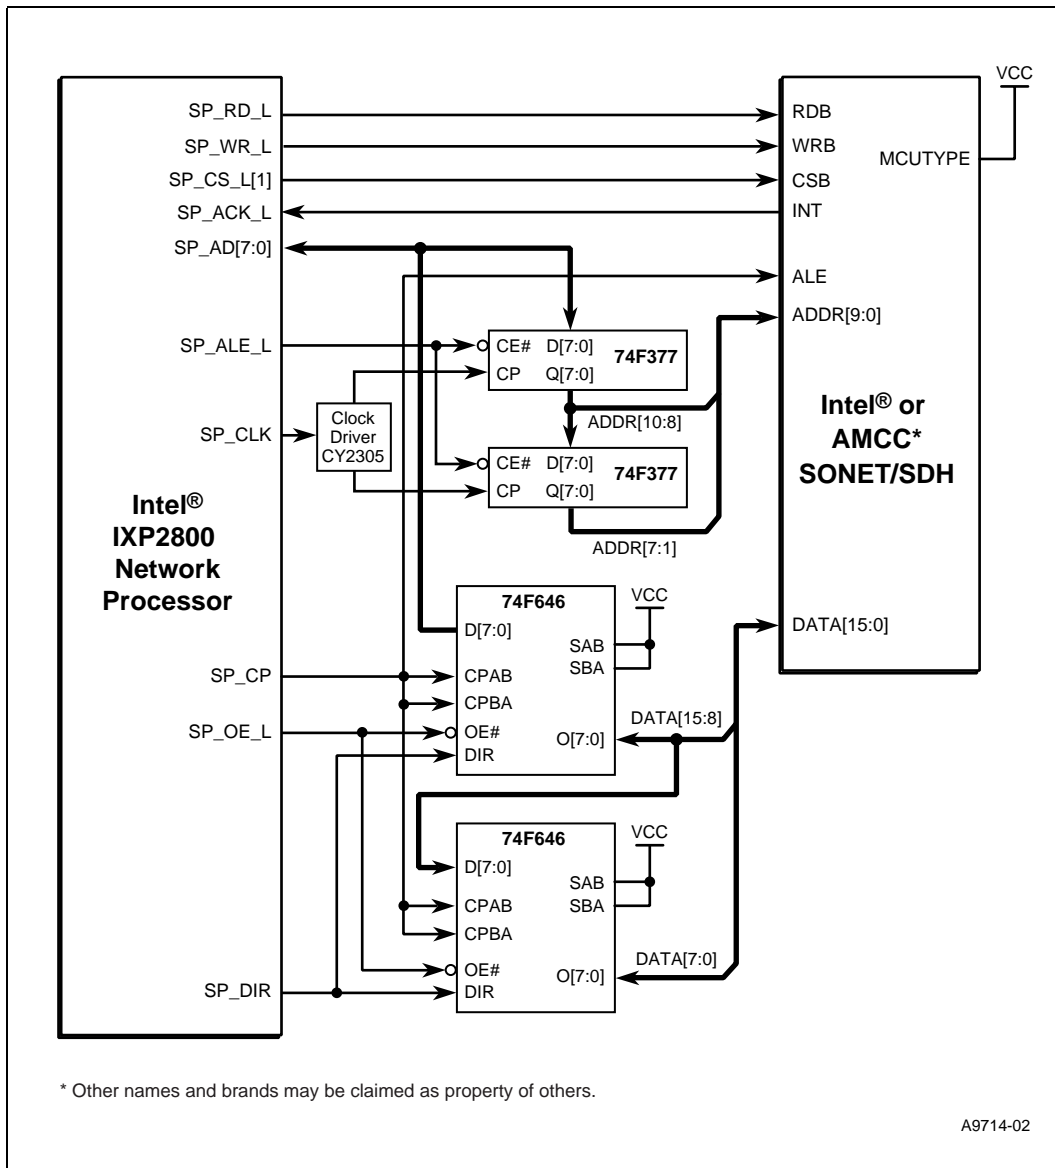 VCC
SP_RD_L
RDB
SP_WR_L
WRB
MCUTYPE
SP_CS_L[1]
CSB
SP_ACK_L
INT
SP_AD[7:0]
ALE
ADDR[9:0]
SP_ALE_L
CE# D[7:0]
74F377
CP Q[7:0]
SP_CLK
Clock
Driver
CY2305
ADDR[10:8]
CE# D[7:0]
74F377
CP Q[7:0]
ADDR[7:1]
Intel® or
AMCC*
SONET/SDH
Intel®
IXP2800
Network
Processor
74F646
VCC
D[7:0]
SAB
SBA
DATA[15:0]
SP_CP
CPAB
CPBA
SP_OE_L
OE#
DIR
O[7:0]
DATA[15:8]
74F646
VCC
D[7:0]
SAB
SBA
CPAB
CPBA
OE#
O[7:0]
DATA[7:0]
SP_DIR
DIR
* Other names and brands may be claimed as property of others.
A9714-02